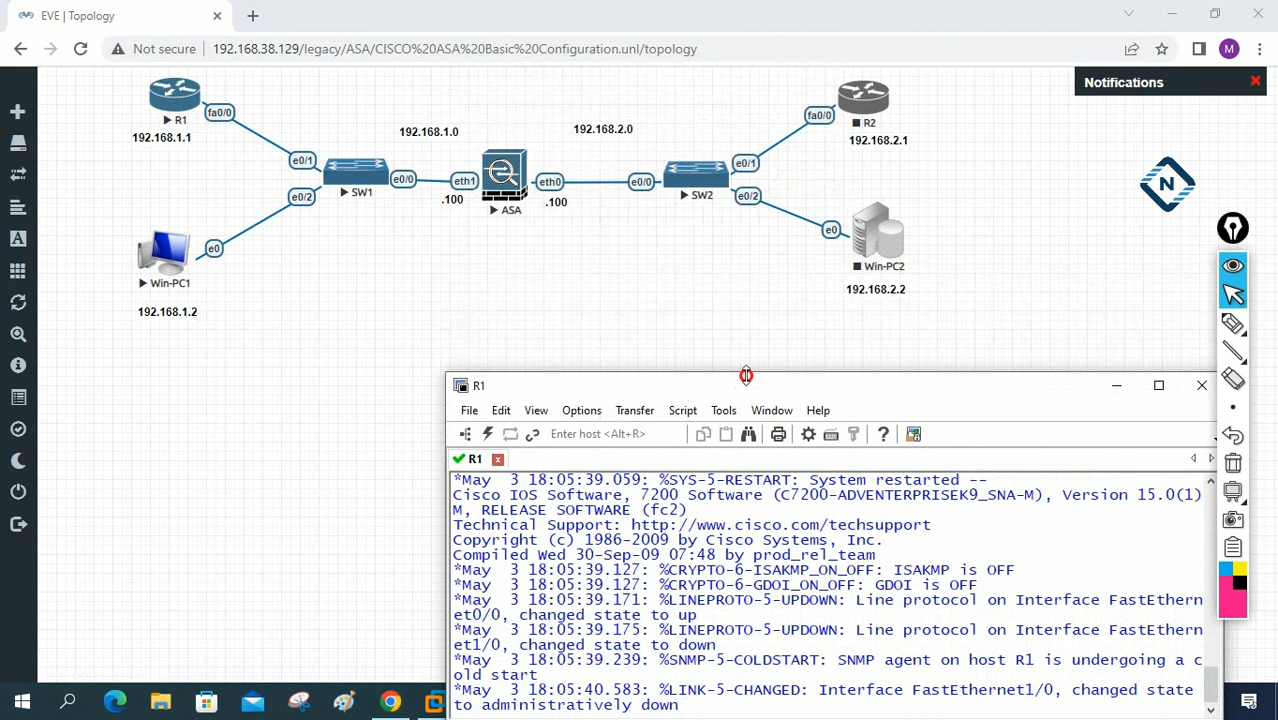 EVE | Topology
Not secure
192.168.38.129/legacy/ASA/CISCO%20ASA%20Basic%20Configuration.unl/topology
M
Notifications
R1
192.168.1.1
fa0/0
192.168.1.0
192.168.2.0
fa0/0
R2
192.168.2.1
e0/1
SW1
e0/0
eth1
.100
ASA
eth0
.100
e0/0
SW2
e0/1
e0/2
e0/2
N
e0
Win-PC1
192.168.1.2
e0
Win-PC2
192.168.2.2
R1
File Edit View Options Transfer Script Tools Window Help
Enter host <Alt+R>
R1
*May  3 18:05:39.059: %SYS-5-RESTART: System restarted --
Cisco IOS Software, 7200 Software (C7200-ADVENTERPRISEK9_SNA-M), Version 15.0(1)
M, RELEASE SOFTWARE (fc2)
Technical Support: http://www.cisco.com/techsupport
Copyright (c) 1986-2009 by Cisco Systems, Inc.
Compiled Wed 30-Sep-09 07:48 by prod_rel_team
*May  3 18:05:39.127: %CRYPTO-6-ISAKMP_ON_OFF: ISAKMP is OFF
*May  3 18:05:39.127: %CRYPTO-6-GDOI_ON_OFF: GDOI is OFF
*May  3 18:05:39.171: %LINEPROTO-5-UPDOWN: Line protocol on Interface FastEthern
et0/0, changed state to up
*May  3 18:05:39.175: %LINEPROTO-5-UPDOWN: Line protocol on Interface FastEthern
et1/0, changed state to down
*May  3 18:05:39.239: %SNMP-5-COLDSTART: SNMP agent on host R1 is undergoing a c
old start
*May  3 18:05:40.583: %LINK-5-CHANGED: Interface FastEthernet1/0, changed state
to administratively down